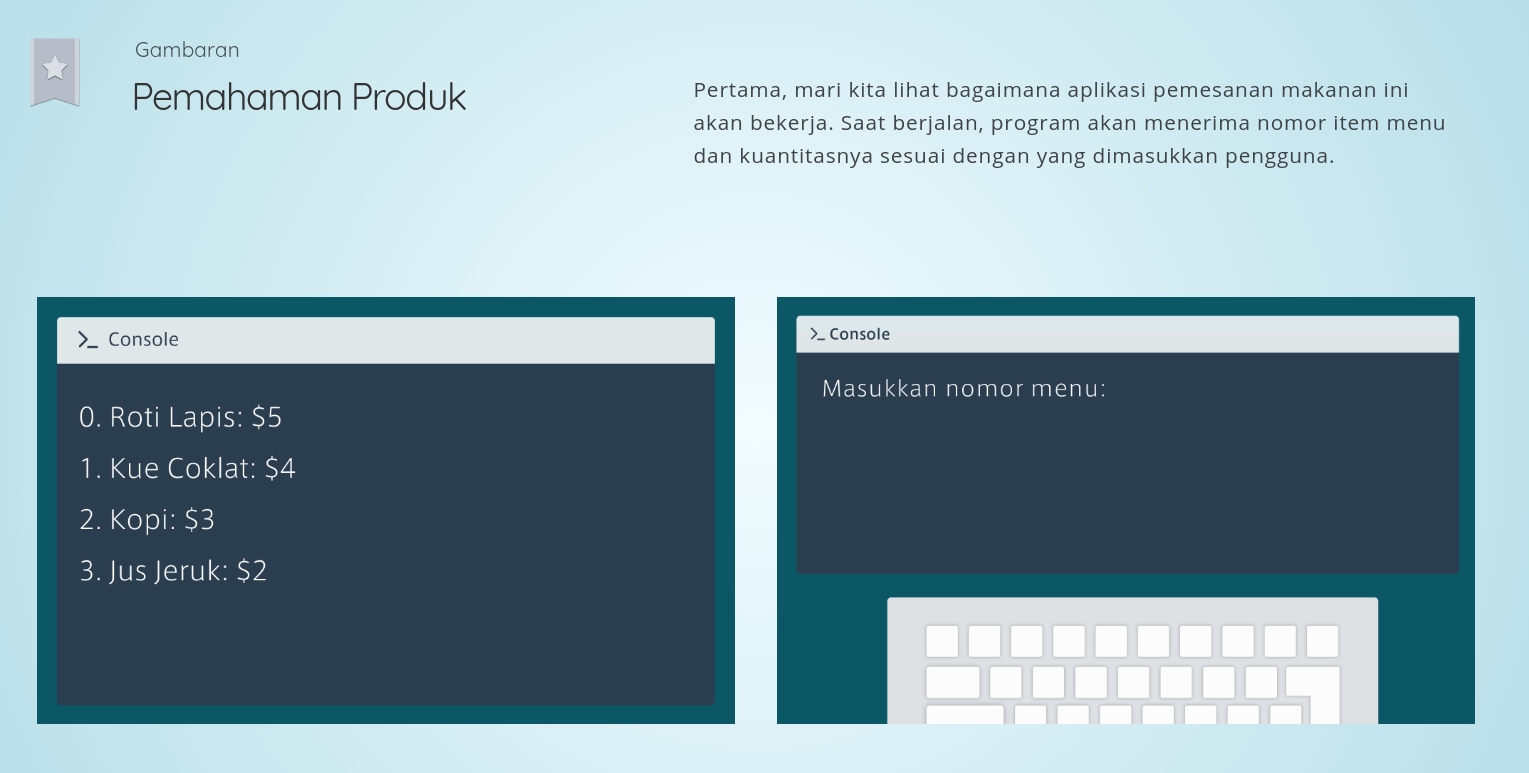 Gambaran
Pemahaman Produk
Pertama, mari kita lihat bagaimana aplikasi pemesanan makanan ini
akan bekerja. Saat berjalan, program akan menerima nomor item menu
dan kuantitasnya sesuai dengan yang dimasukkan pengguna.
>_ Console
0. Roti Lapis: $5
1. Kue Coklat: $4
2. Kopi: $3
3. Jus Jeruk: $2
>_ Console
Masukkan nomor menu: